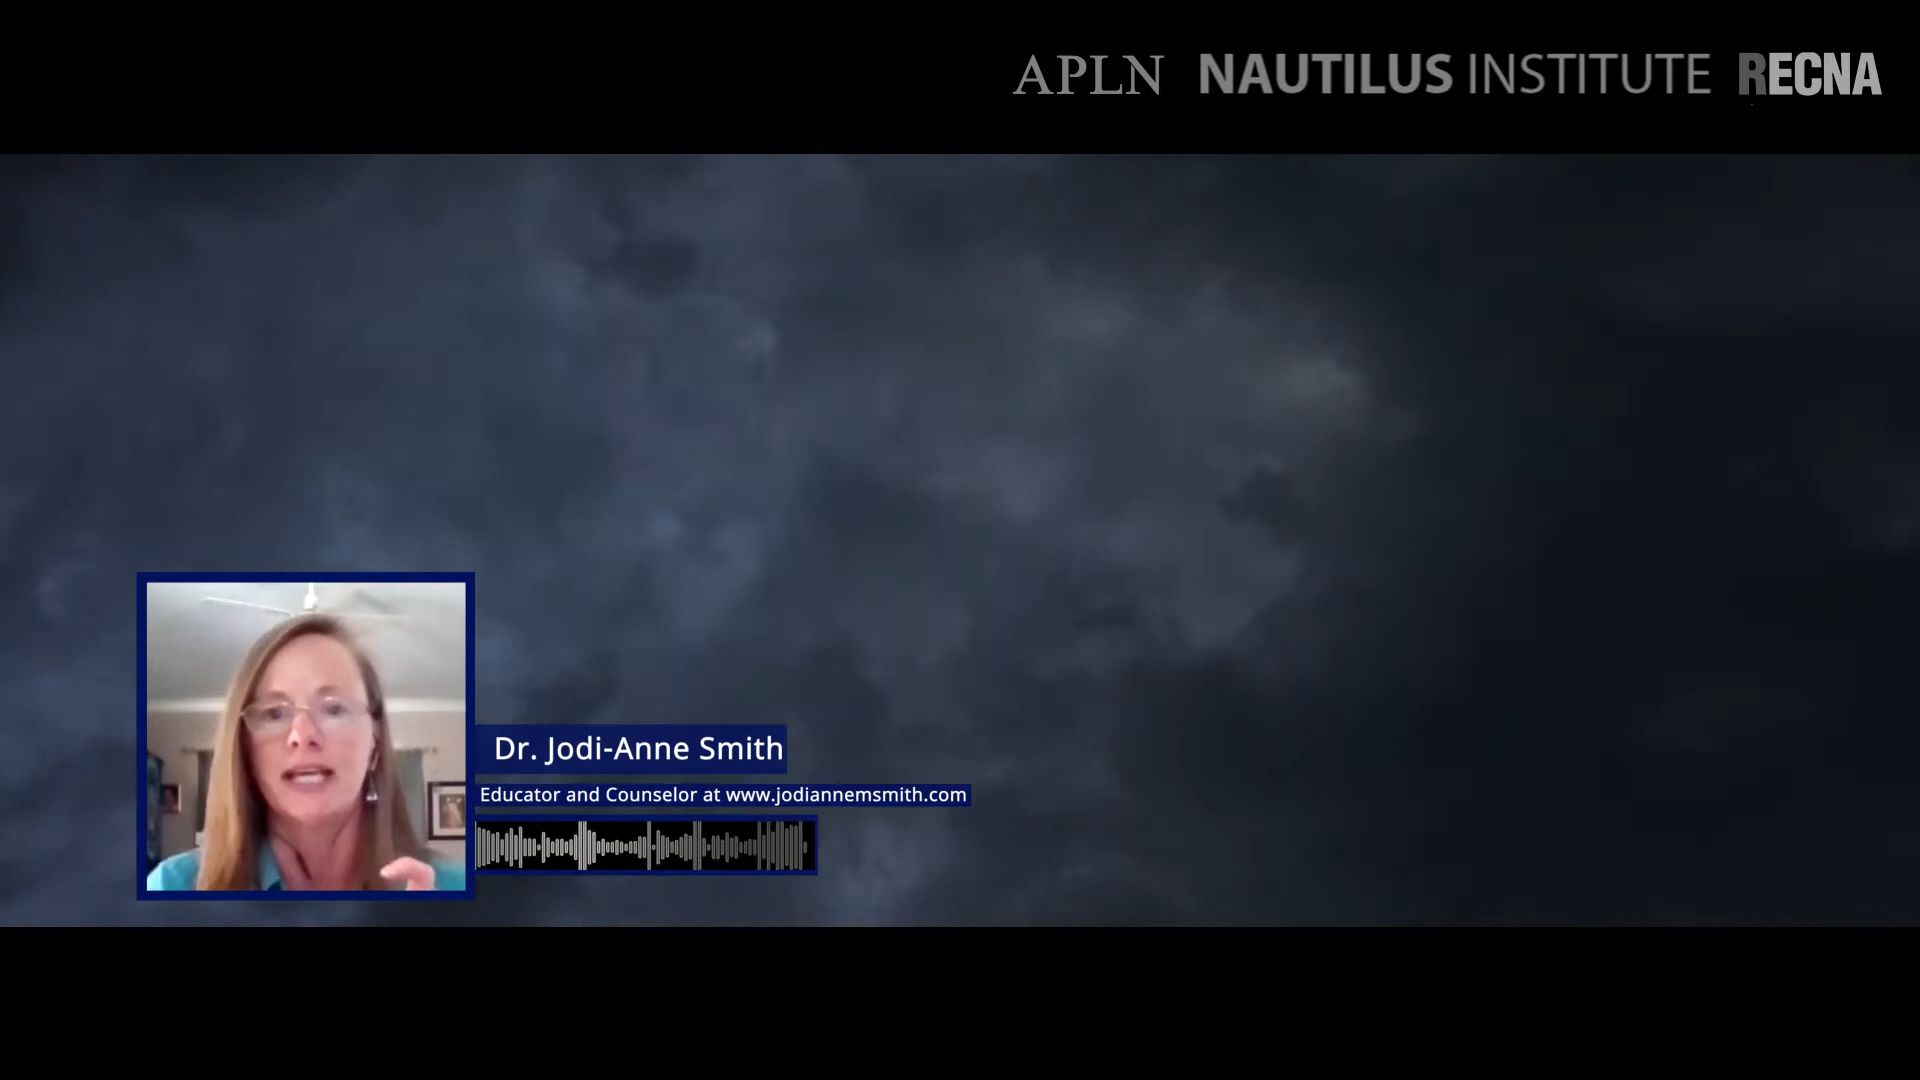 APLN NAUTILUS INSTITUTE RECNA
Dr. Jodi-Anne Smith
Educator and Counselor at www.jodiannemsmith.com